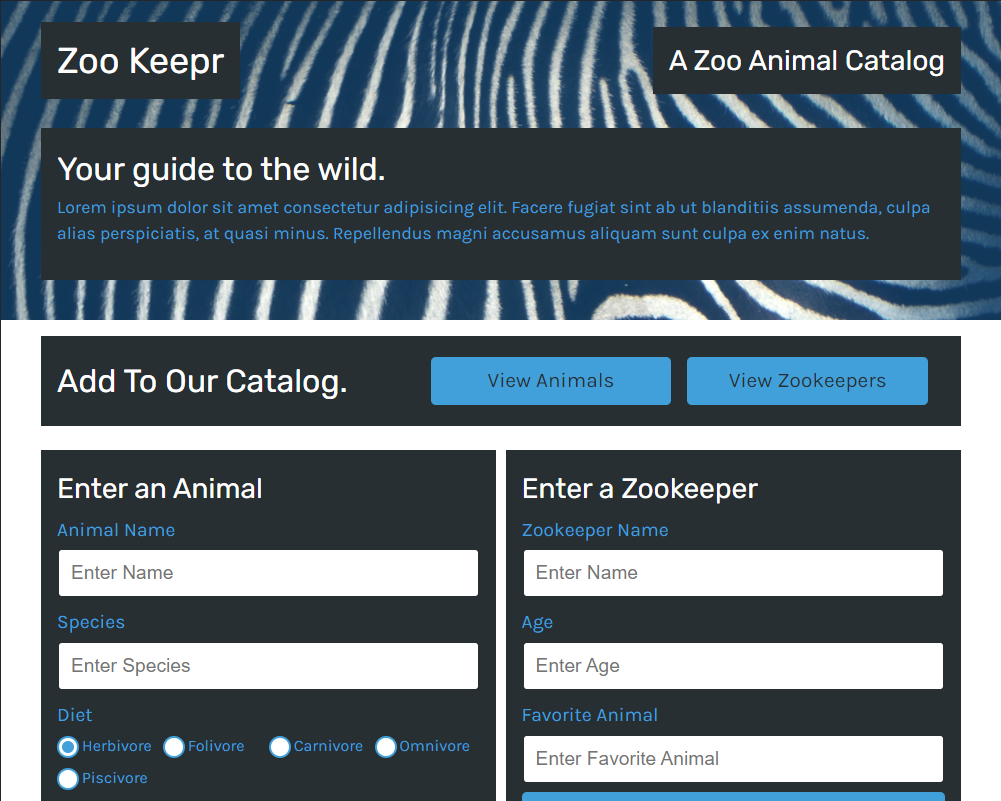 Zoo Keepr
A Zoo Animal Catalog
Your guide to the wild.
Lorem ipsum dolor sit amet consectetur adipisicing elit. Facere fugiat sint ab ut blanditiis assumenda, culpa
alias perspiciatis, at quasi minus. Repellendus magni accusamus aliquam sunt culpa ex enim natus.
Add To Our Catalog.
View Animals
View Zookeepers
Enter an Animal
Animal Name
Enter Name
Species
Enter Species
Diet
Herbivore Folivore Carnivore Omnivore
Piscivore
Enter a Zookeeper
Zookeeper Name
Enter Name
Age
Enter Age
Favorite Animal
Enter Favorite Animal